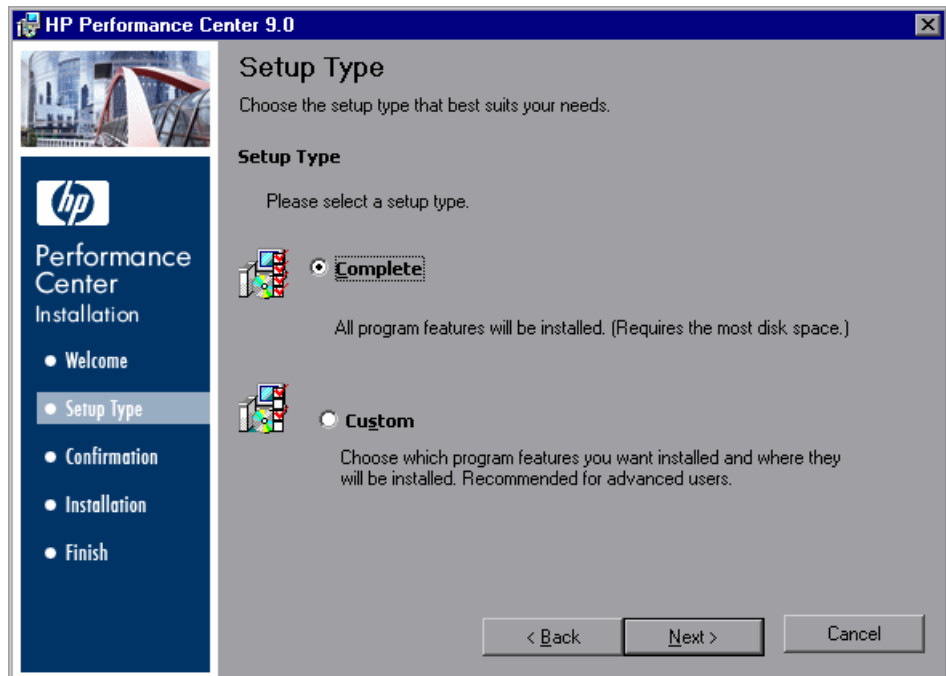 HP Performance Center 9.0
hp
Performance
Center
Installation
Welcome
Setup Type
Confirmation
Installation
Finish
Setup Type
Choose the setup type that best suits your needs.
Setup Type
Please select a setup type.
Complete
All program features will be installed. (Requires the most disk space.)
Custom
Choose which program features you want installed and where they
will be installed. Recommended for advanced users.
< Back
Next >
Cancel